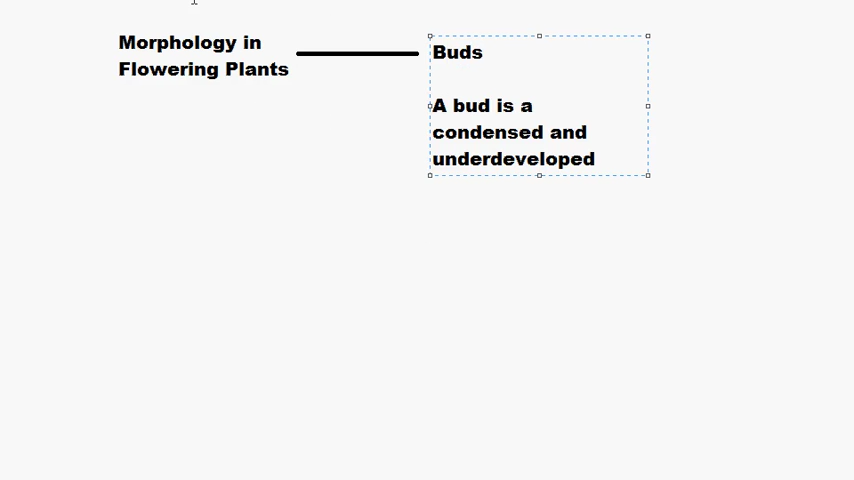 Morphology in
Flowering Plants
Buds
A bud is a
condensed and
underdeveloped